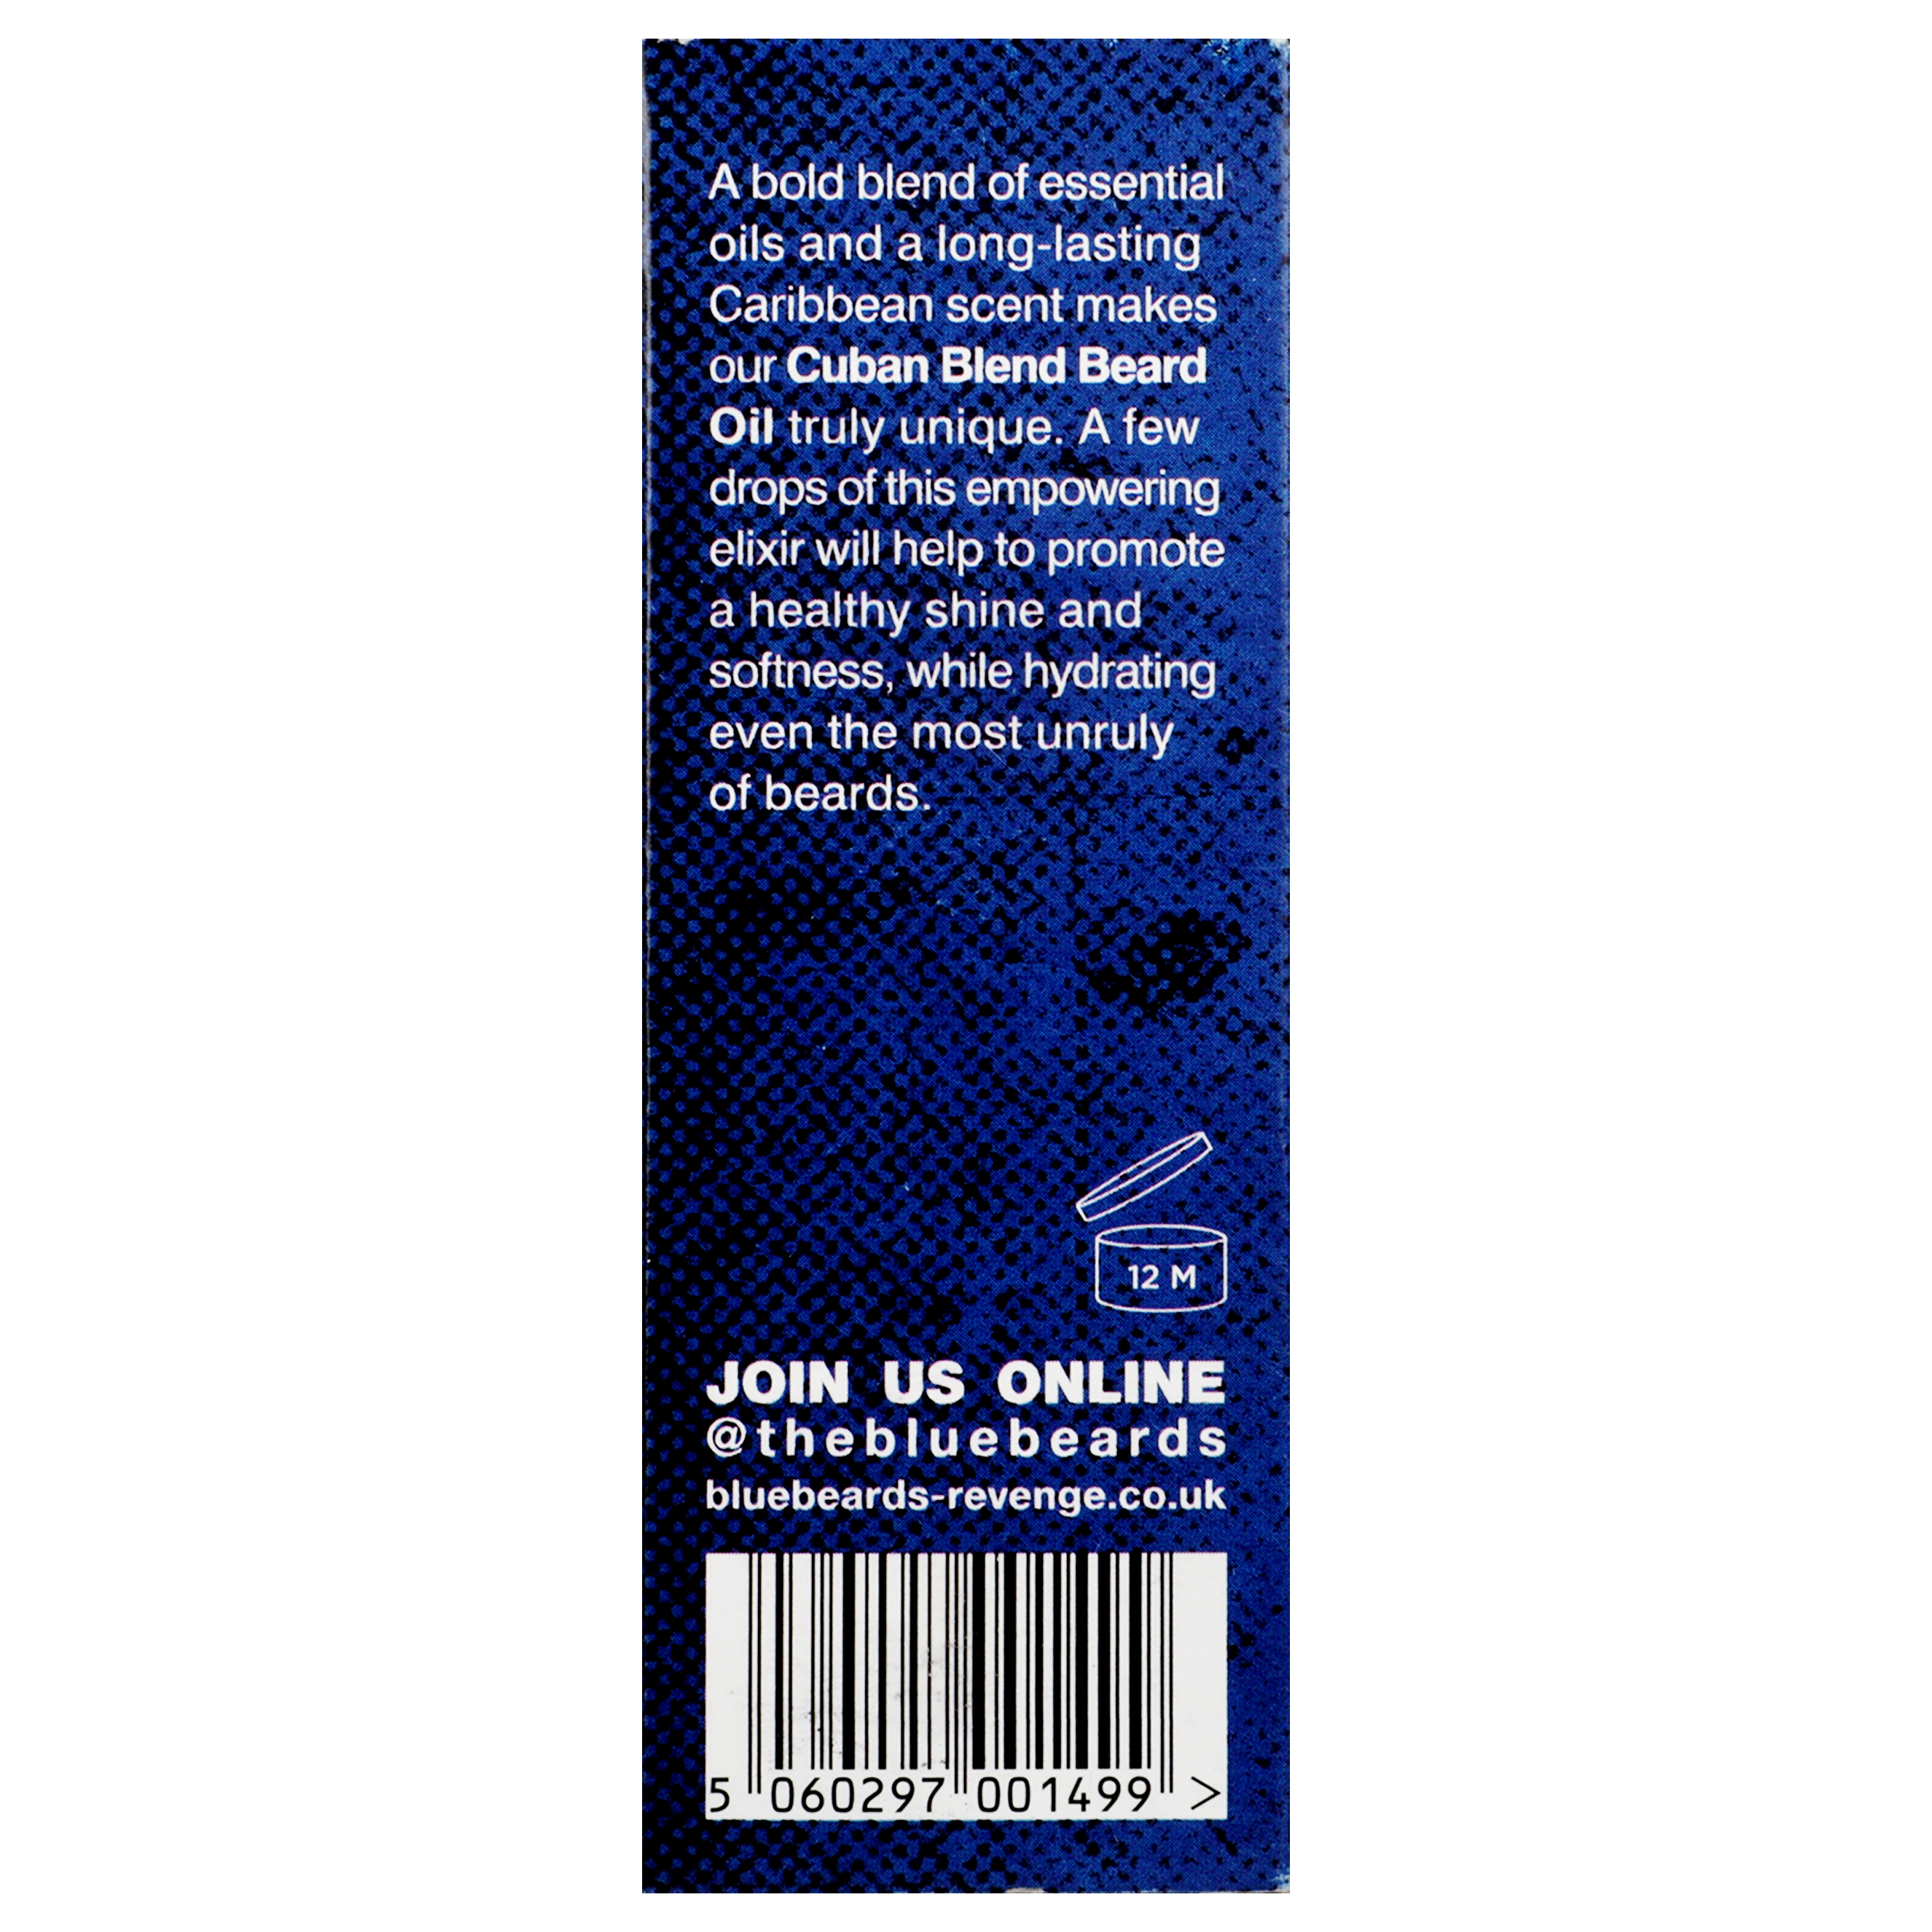 A bold blend of essential
oils and a long-lasting
Caribbean scent makes
our Cuban Blend Beard
Oil truly unique. A few
drops of this empowering
elixir will help to promote
a healthy shine and
softness, while hydrating
even the most unruly
of beards.
12 M
JOIN US ONLINE
@thebluebeards
bluebeards-revenge.co.uk
5 060297 001499 >